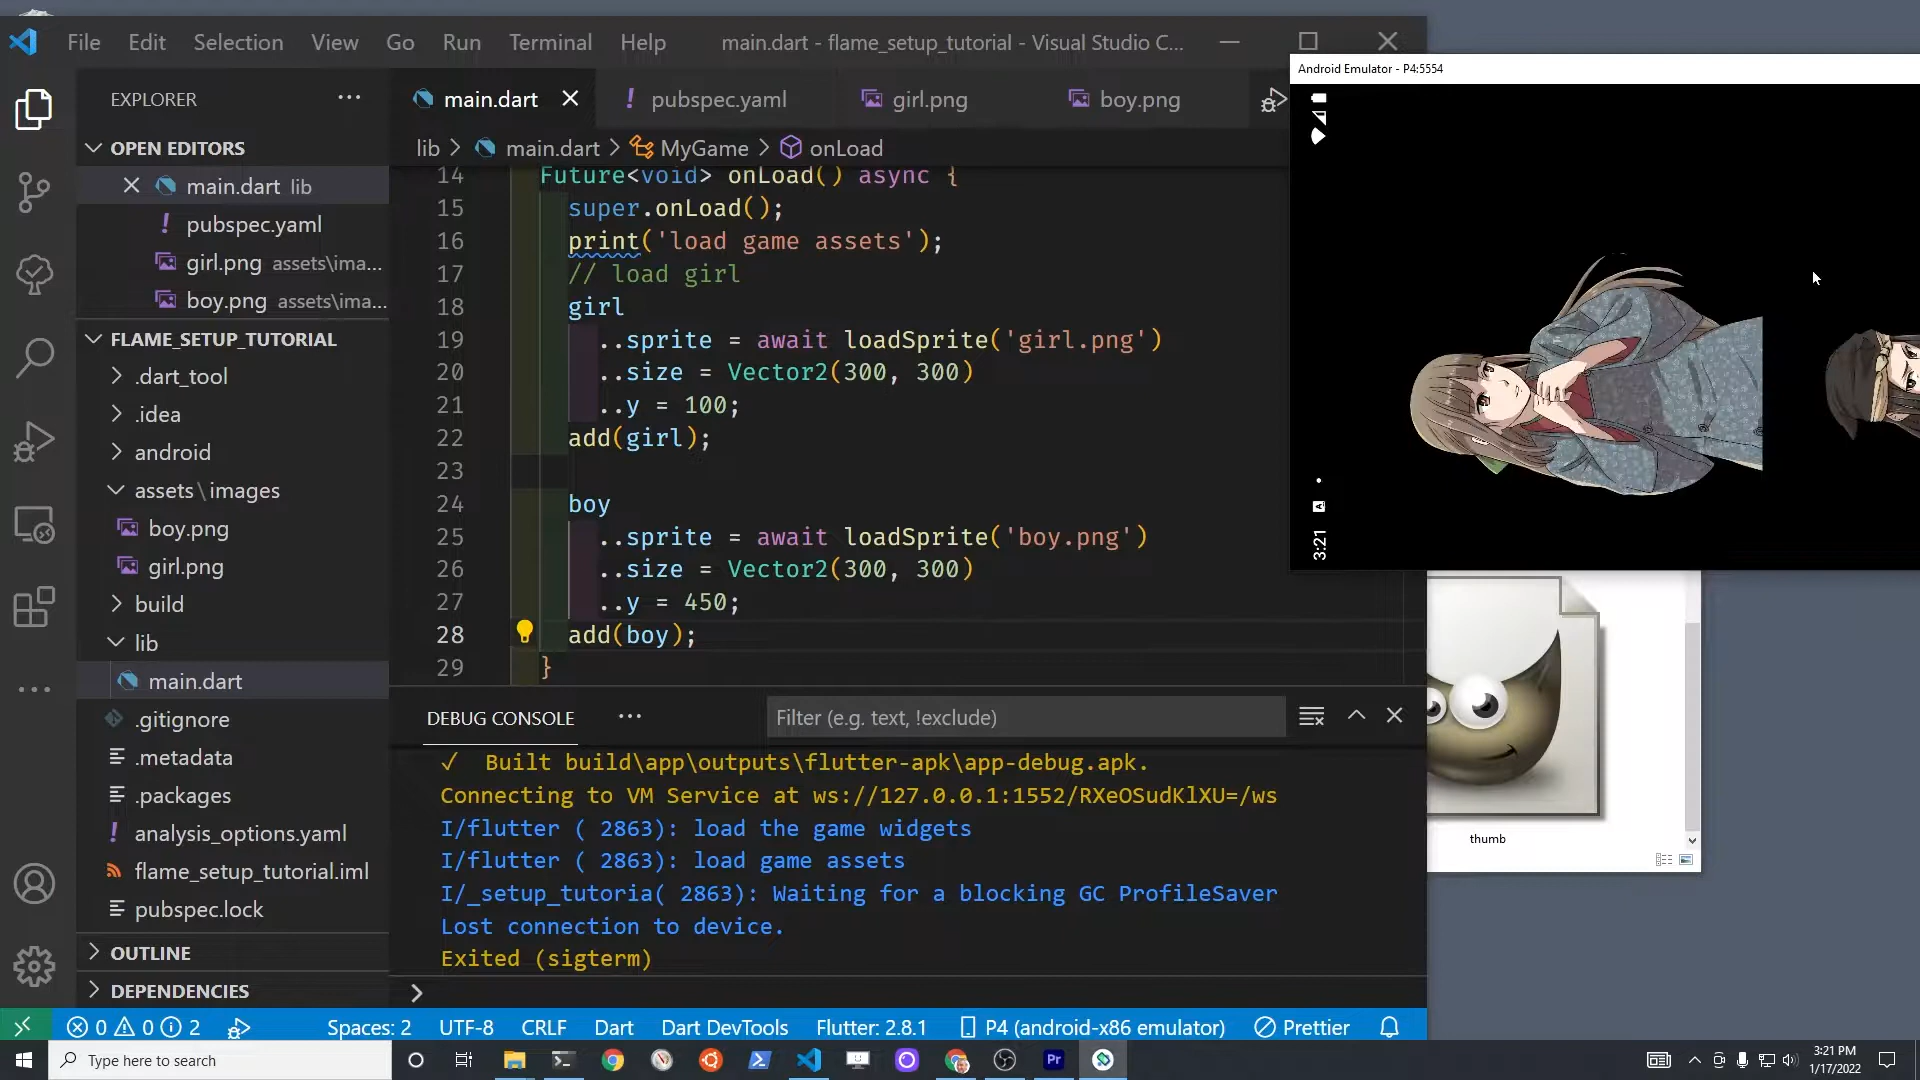 File Edit Selection View Go Run Terminal Help main.dart - flame_setup_tutorial - Visual Studio C...
Android Emulator - P4:5554
EXPLORER
main.dart
! pubspec.yaml
girl.png
boy.png
OPEN EDITORS
lib > main.dart > MyGame > onLoad
main.dart lib
! pubspec.yaml
girl.png assets\ima...
boy.png assets\ima...
FLAME_SETUP_TUTORIAL
.dart_tool
.idea
android
assets\images
boy.png
girl.png
build
lib
main.dart
.gitignore
.metadata
.packages
! analysis_options.yaml
flame_setup_tutorial.iml
pubspec.lock
OUTLINE
DEPENDENCIES
14 Future<void> onLoad() async {
15 super.onLoad();
16 print('load game assets');
17 // load girl
18 girl
19 ..sprite = await loadSprite('girl.png')
20 ..size = Vector2(300, 300)
21 ..y = 100;
22 add(girl);
23
24 boy
25 ..sprite = await loadSprite('boy.png')
26 ..size = Vector2(300, 300)
27 ..y = 450;
28 add(boy);
29 }
3:21
thumb
DEBUG CONSOLE
Filter (e.g. text, !exclude)
✓ Built build\app\outputs\flutter-apk\app-debug.apk.
Connecting to VM Service at ws://127.0.0.1:1552/RXeOSudKlXU=/ws
I/flutter ( 2863): load the game widgets
I/flutter ( 2863): load game assets
I/_setup_tutoria( 2863): Waiting for a blocking GC ProfileSaver
Lost connection to device.
Exited (sigterm)
0 0 2 Spaces: 2 UTF-8 CRLF Dart Dart DevTools Flutter: 2.8.1 P4 (android-x86 emulator) Prettier
Type here to search
Pr
3:21 PM
1/17/2022